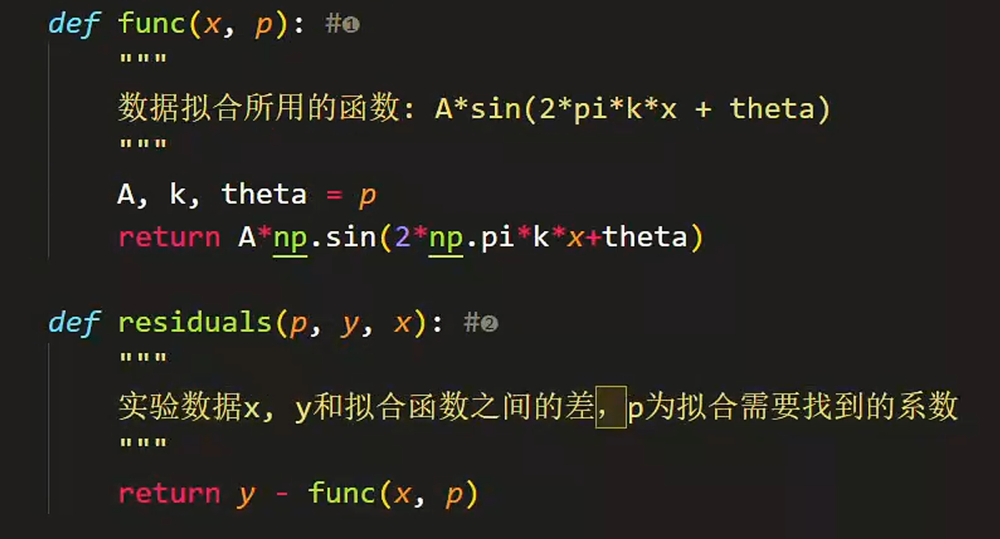 def func(x, p): #❶
"""
数据拟合所用的函数: A*sin(2*pi*k*x + theta)
"""
A, k, theta = p
return A*np.sin(2*np.pi*k*x+theta)
def residuals(p, y, x): #❷
"""
实验数据x, y和拟合函数之间的差，p为拟合需要找到的系数
"""
return y - func(x, p)